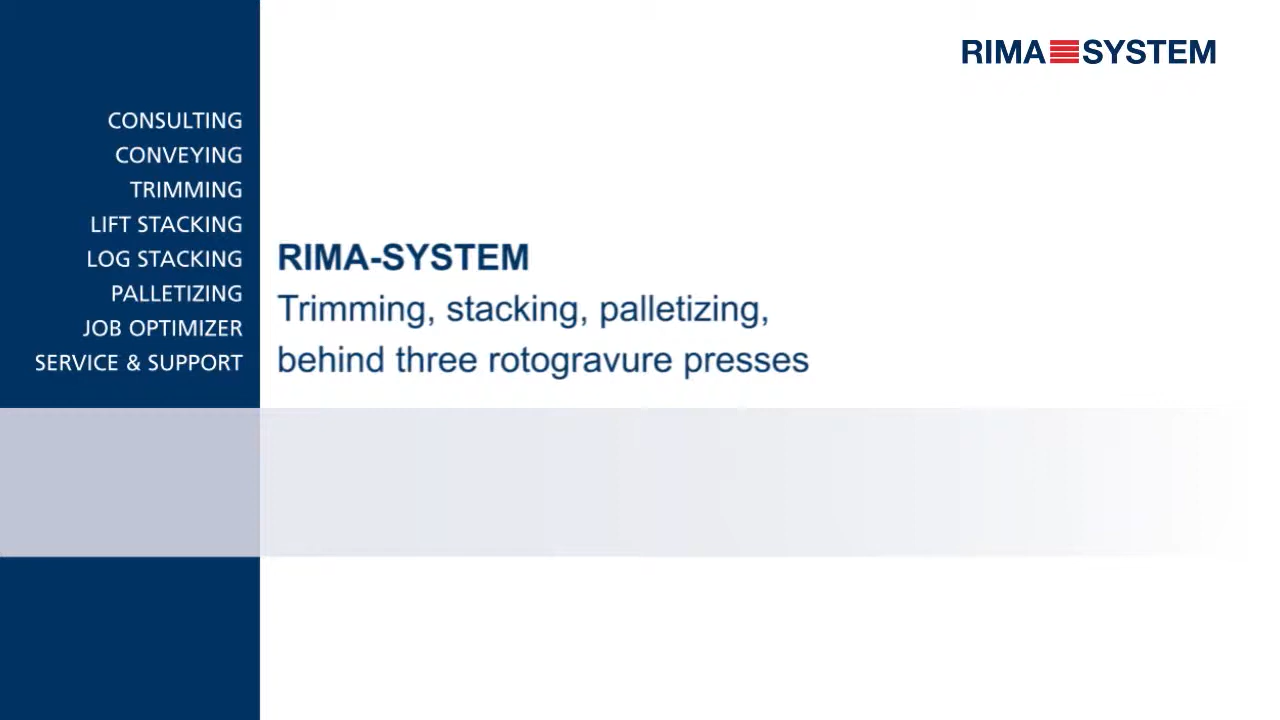 RIMA SYSTEM
CONSULTING
CONVEYING
TRIMMING
LIFT STACKING
LOG STACKING
PALLETIZING
JOB OPTIMIZER
SERVICE & SUPPORT
RIMA-SYSTEM
Trimming, stacking, palletizing,
behind three rotogravure presses